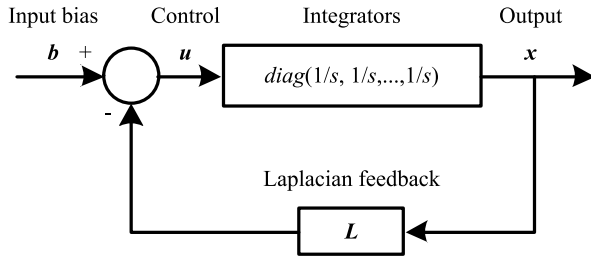 Input bias Control Integrators Output
b + u x
diag(1/s, 1/s,...,1/s)
-
Laplacian feedback
L